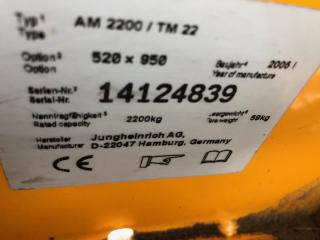 Typ¹ AM 2200 / TM 22
Type
Option² 520 x 950 Baujahr⁴ 2005 /
Option Year of manufacture
Serien-Nr.³ 14124839
Serial-Nr.
Nenntragfähigkeit⁵ 2200kg Leergewicht⁶ 59kg
Rated capacity Tare weight
Hersteller Jungheinrich AG,
Manufacturer D-22047 Hamburg, Germany
CE